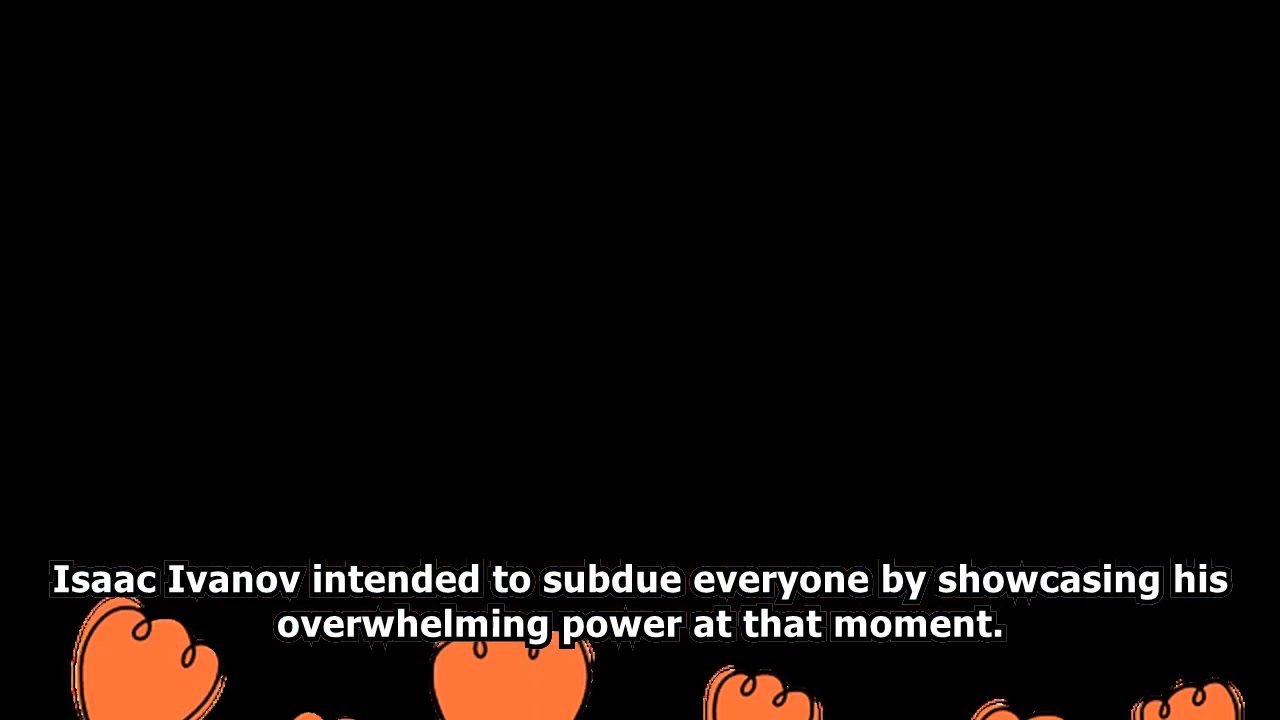 Isaac Ivanov intended to subdue everyone by showcasing his
overwhelming power at that moment.